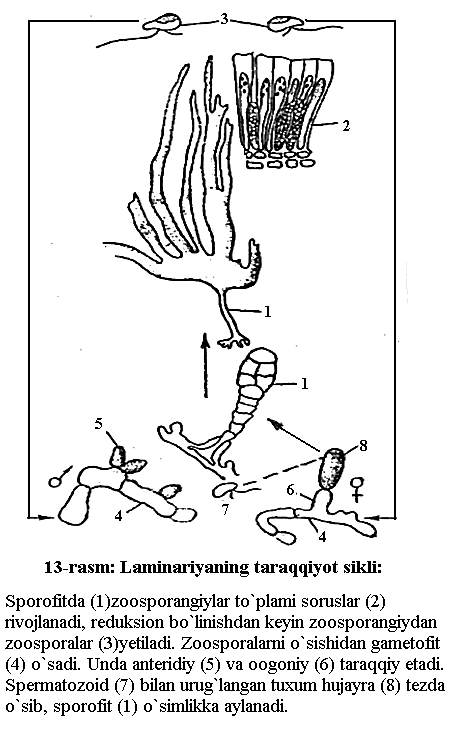 3
2
1
1
5
8
♂
♀
6
4
7
4
13-rasm: Laminariyaning taraqqiyot sikli:
Sporofitda (1)zoosporangiylar to`plami soruslar (2)
rivojlanadi, reduksion bo`linishdan keyin zoosporangiydan
zoosporalar (3)yetiladi. Zoosporalarni o`sishidan gametofit
(4) o`sadi. Unda anteridiy (5) va oogoniy (6) taraqqiy etadi.
Spermatozoid (7) bilan urug`langan tuxum hujayra (8) tezda
o`sib, sporofit (1) o`simlikka aylanadi.